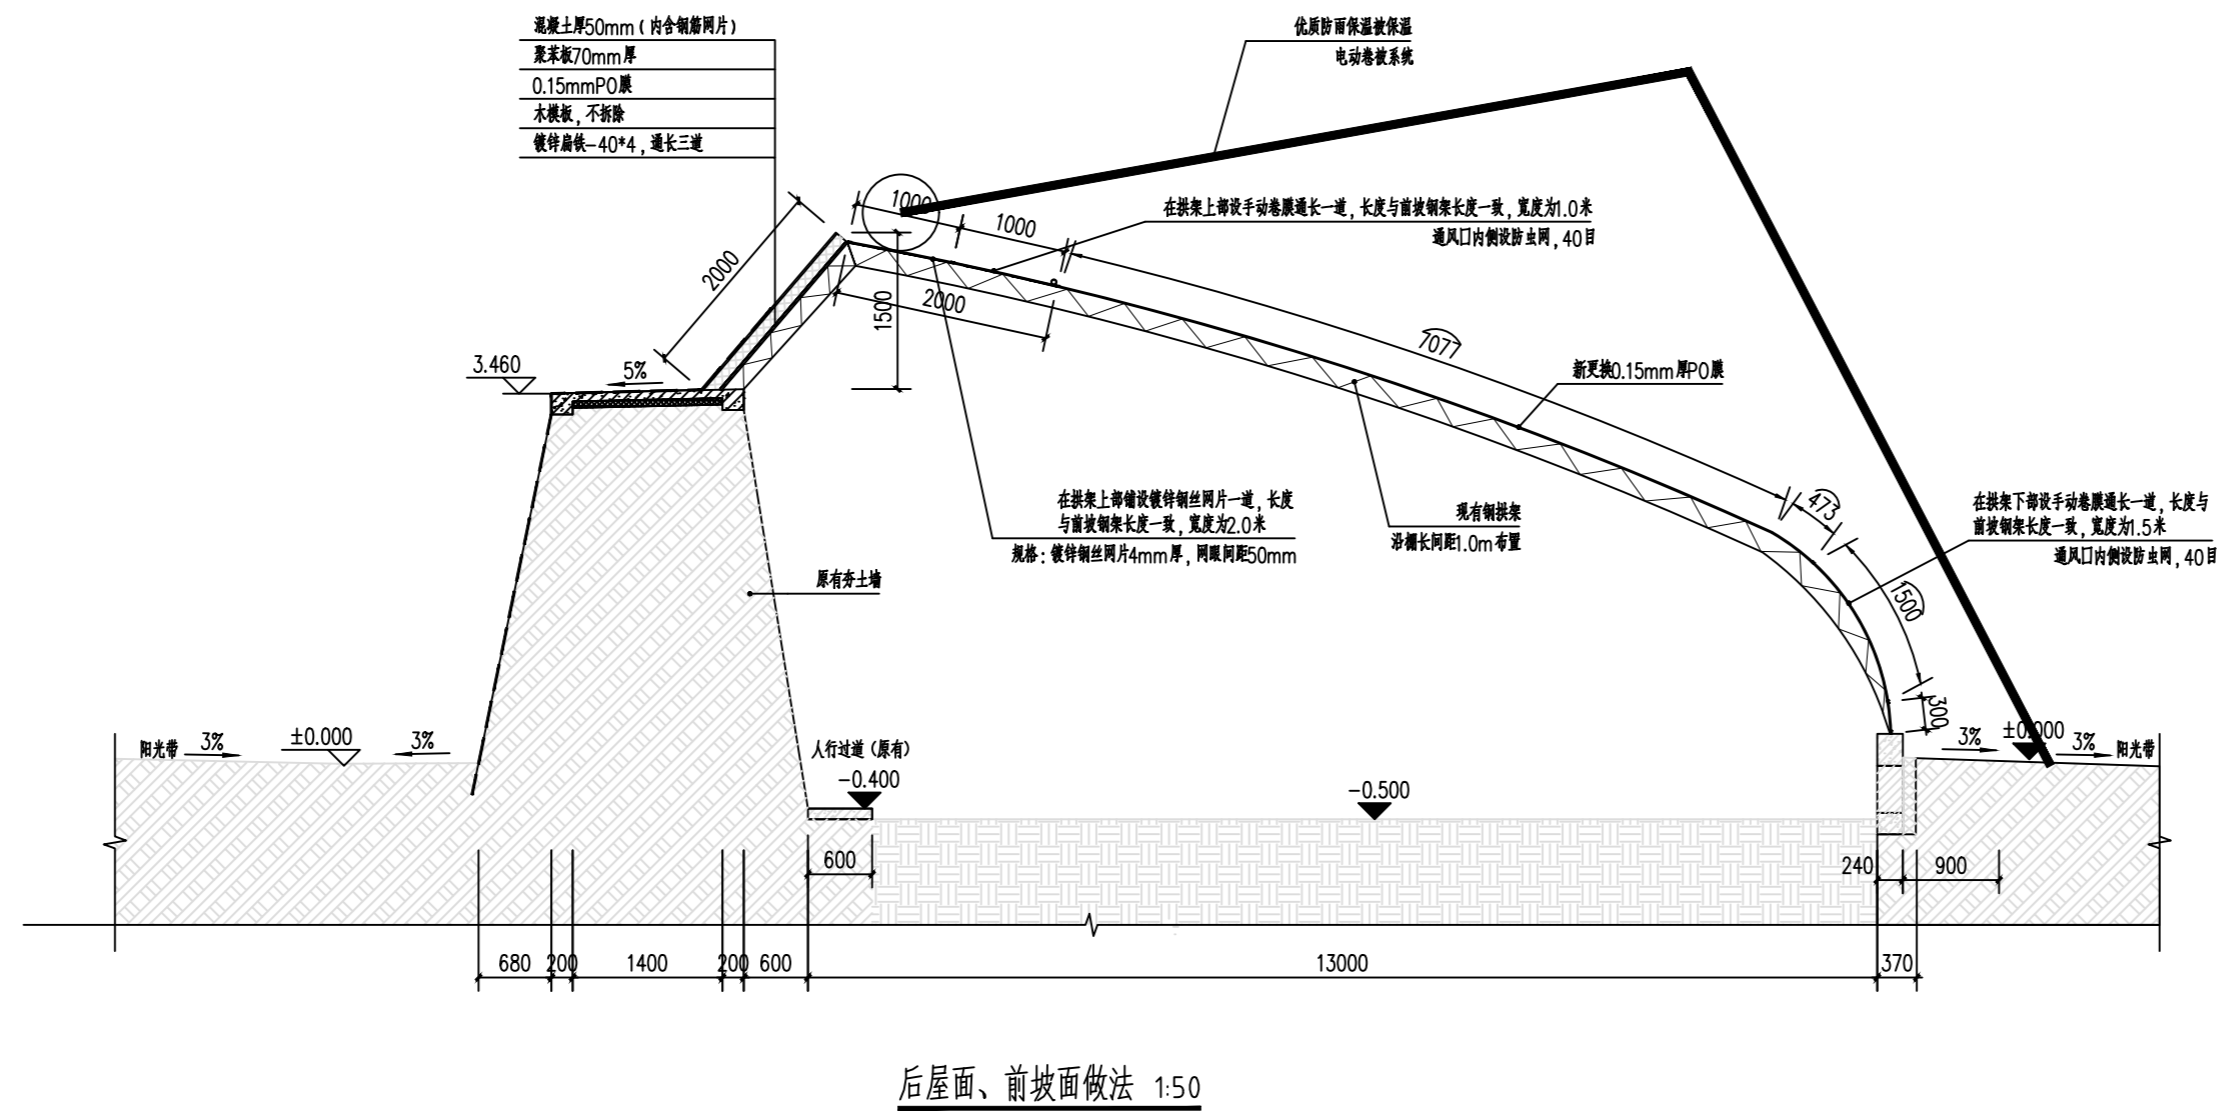 混凝土厚50mm（内含钢筋网片）
聚苯板70mm厚
0.15mmPO膜
木模板，不拆除
镀锌扁铁-40*4，通长三道
优质防雨保温被保温
电动卷被系统
1000
1000
在拱架上部设手动卷膜通长一道，长度与前坡钢架长度一致，宽度为1.0米
通风口内侧设防虫网，40目
2000
1500
2000
7077
3.460
5%
新更换0.15mm厚PO膜
473
在拱架上部铺设镀锌钢丝网片一道，长度
与前坡钢架长度一致，宽度为2.0米
规格：镀锌钢丝网片4mm厚，网眼间距50mm
现有钢拱架
沿棚长间距1.0m布置
在拱架下部设手动卷膜通长一道，长度与
前坡钢架长度一致，宽度为1.5米
通风口内侧设防虫网，40目
原有夯土墙
1500
300
阳光带
3%
±0.000
3%
人行过道（原有）
-0.400
-0.500
3%
±0.000
3%
阳光带
600
240
900
680
200
1400
200
600
13000
370
后屋面、前坡面做法 1:50